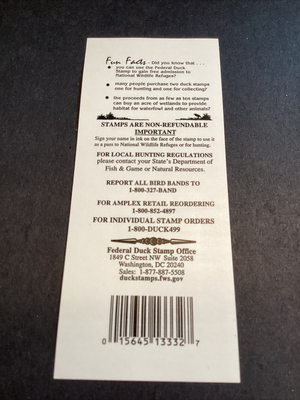 Fun Facts - Did you know that . . .
• you can use the Federal Duck
Stamp to gain free admission to
National Wildlife Refuges?
• many people purchase two duck stamps
one for hunting and one for collecting?
• the proceeds from as few as ten stamps
can buy an acre of wetlands to provide
habitat for waterfowl and other animals?
STAMPS ARE NON-REFUNDABLE
IMPORTANT
Sign your name in ink on the face of the stamp to use it
as a pass to National Wildlife Refuges or for hunting.
FOR LOCAL HUNTING REGULATIONS
please contact your State's Department of
Fish & Game or Natural Resources.
REPORT ALL BIRD BANDS TO
1-800-327-BAND
FOR AMPLEX RETAIL REORDERING
1-800-852-4897
FOR INDIVIDUAL STAMP ORDERS
1-800-DUCK499
Federal Duck Stamp Office
1849 C Street NW Suite 2058
Washington, DC 20240
Sales: 1-877-887-5508
duckstamps.fws.gov
0 15645 13332 7